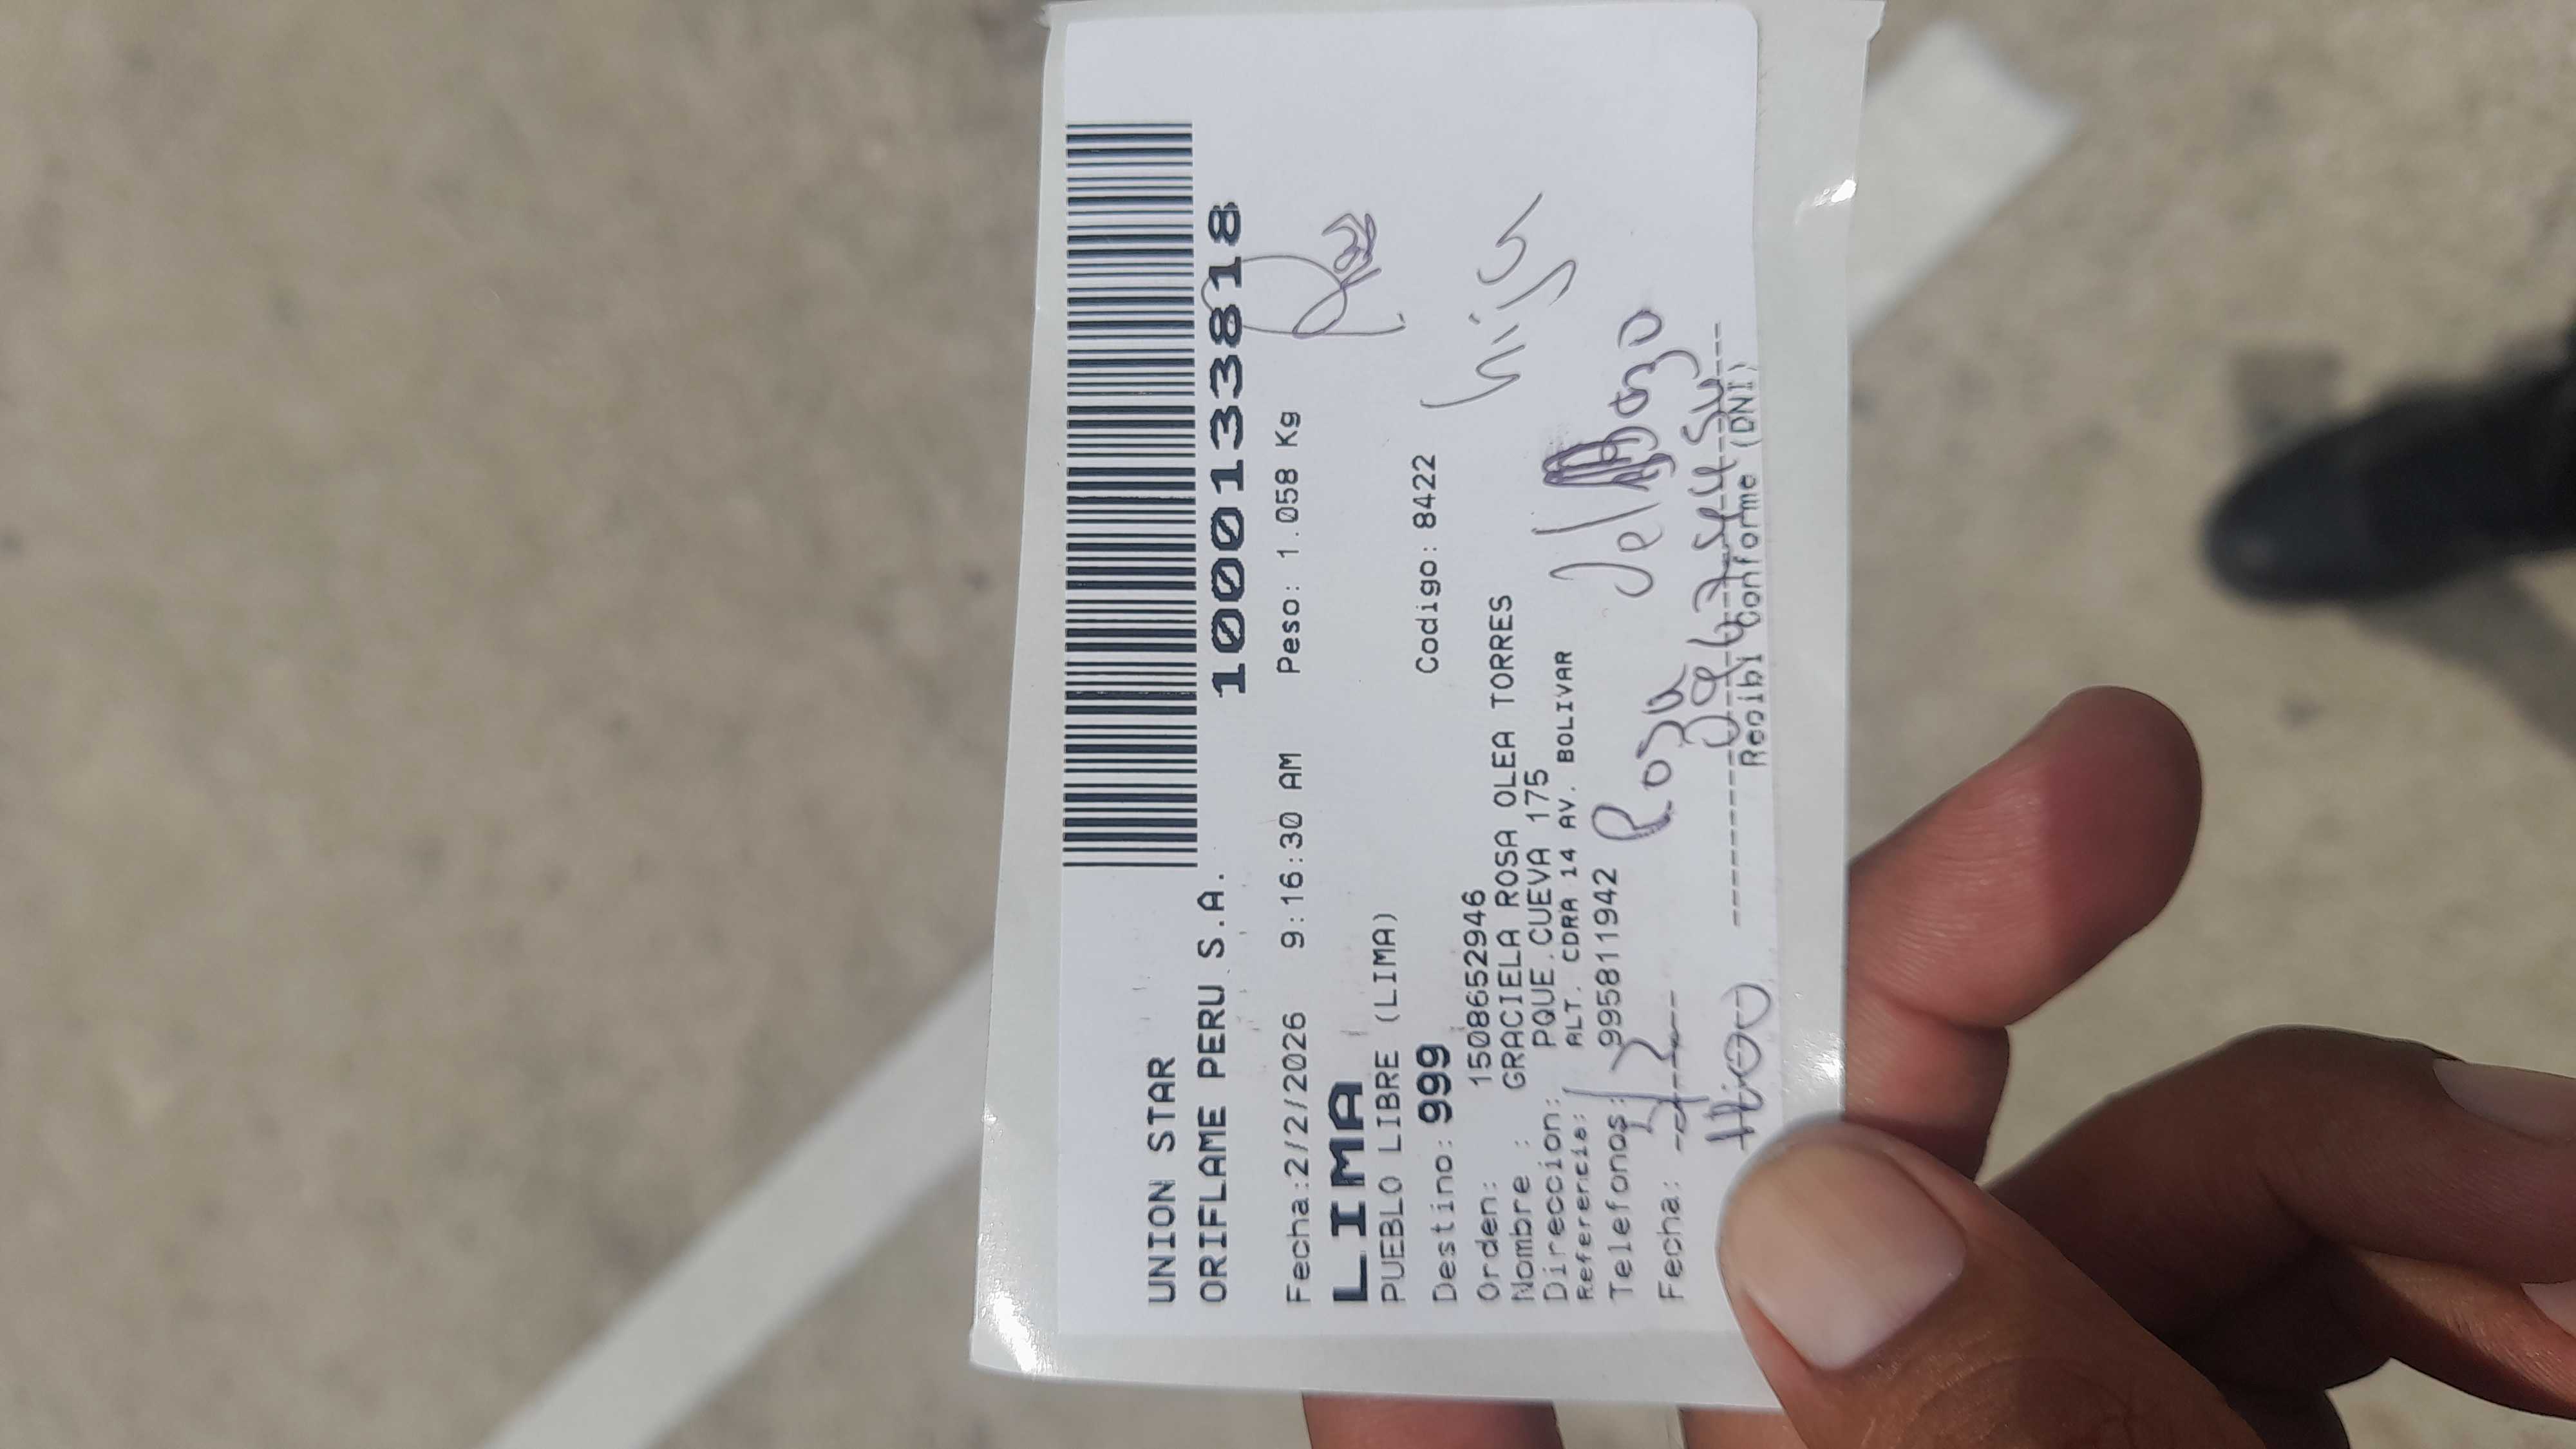 UNION STAR
ORIFLAME PERU S.A.
1000133818
Fecha:2/2/2026 9:16:30 AM Peso: 1.058 Kg
LIMA
PUEBLO LIBRE (LIMA)
Destino: 999 Codigo: 8422
Orden: 1508652946
Nombre : GRACIELA ROSA OLEA TORRES
Direccion: PQUE.CUEVA 175
Referencia: ALT. CDRA 14 AV. BOLIVAR
Telefonos: 995811942
Rosa
Fecha:
Recibi Conforme (DNI)